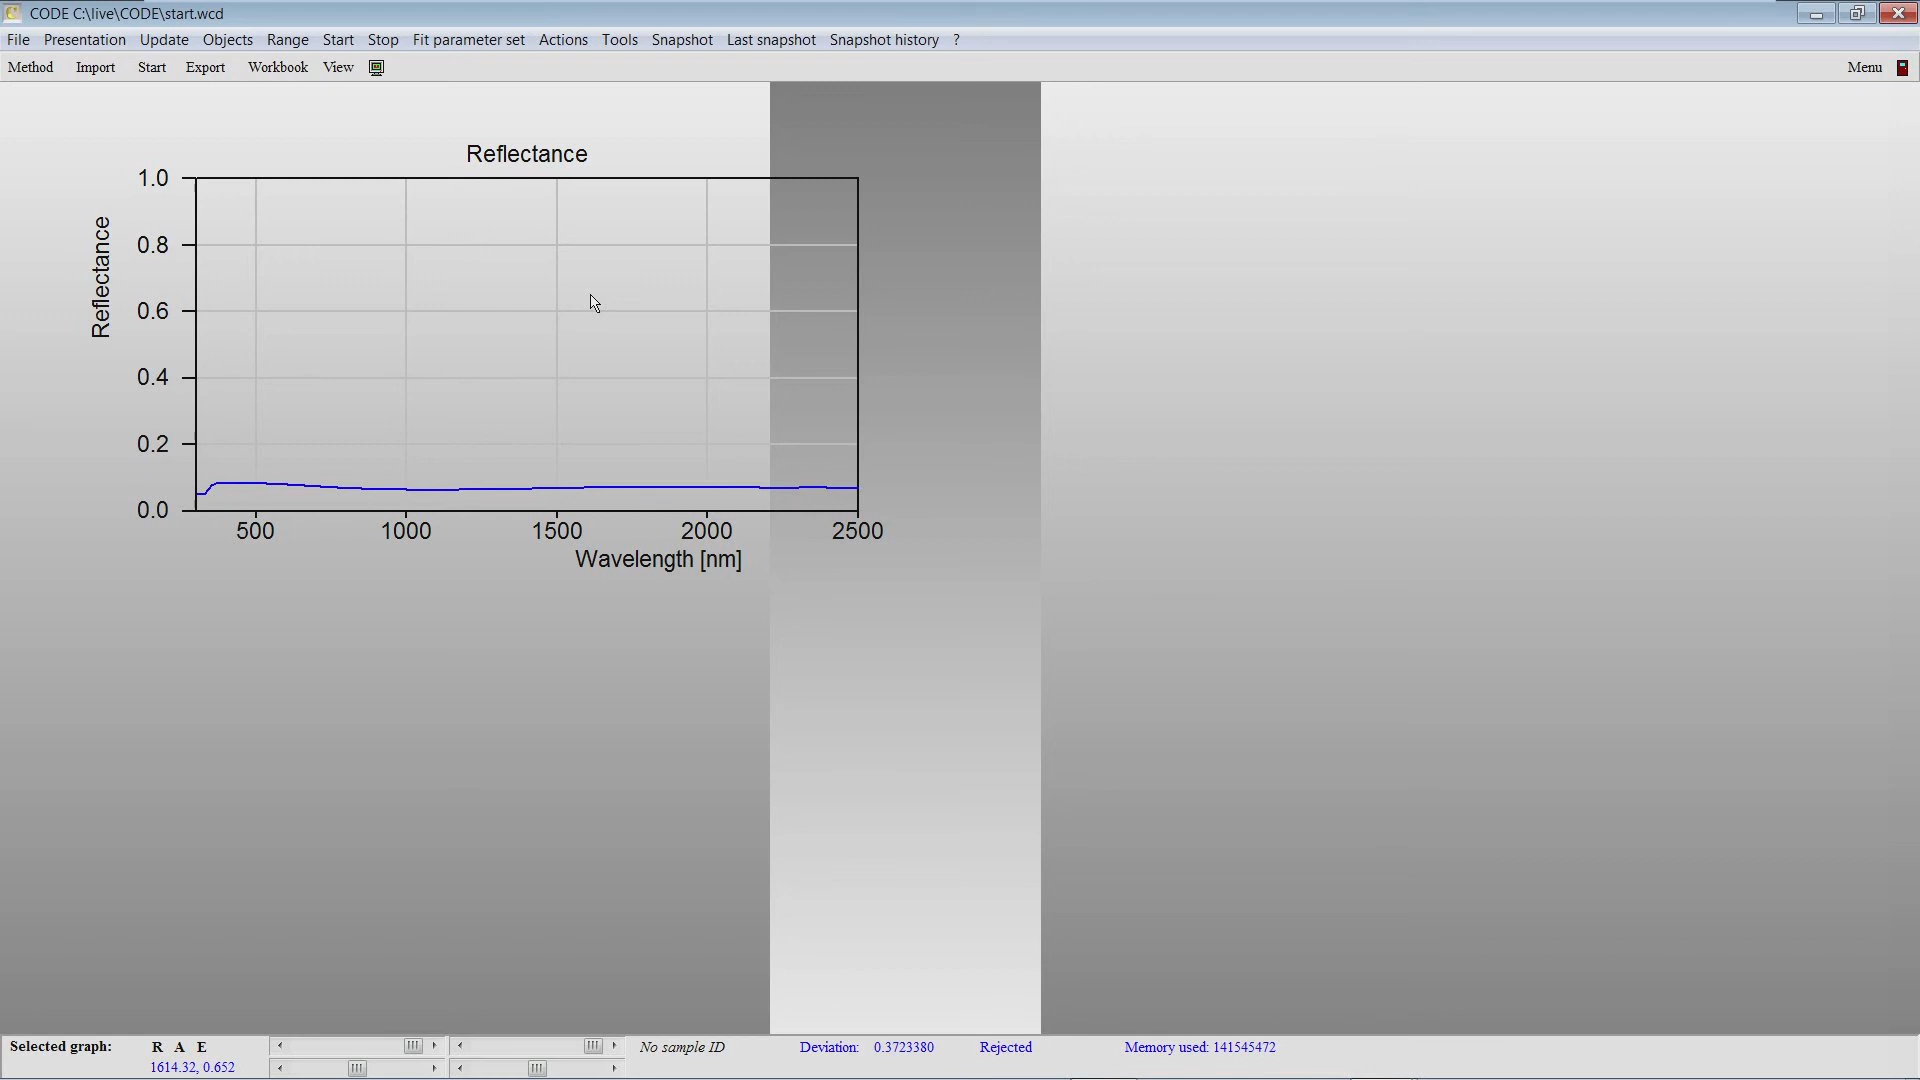 CODE C:\live\CODE\start.wcd
File Presentation Update Objects Range Start Stop Fit parameter set Actions Tools Snapshot Last snapshot Snapshot history ?
Method Import Start Export Workbook View Menu
Reflectance
1.0
0.8
0.6
0.4
0.2
0.0
Reflectance
500 1000 1500 2000 2500
Wavelength [nm]
Selected graph: R A E No sample ID Deviation: 0.3723380 Rejected Memory used: 141545472
1614.32, 0.652